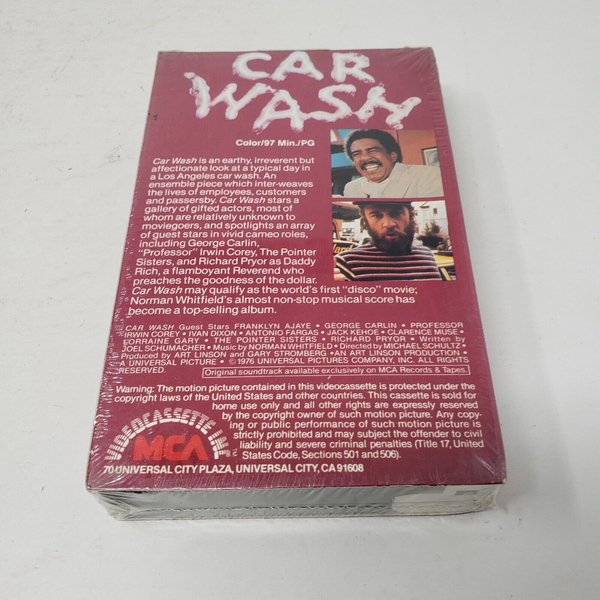 CAR
WASH
Color/97 Min./PG
Car Wash is an earthy, irreverent but
affectionate look at a typical day in
a Los Angeles car wash. An
ensemble piece which inter-weaves
the lives of employees, customers
and passersby. Car Wash stars a
gallery of gifted actors, most of
whom are relatively unknown to
moviegoers, and spotlights an array
of guest stars in vivid cameo roles,
including George Carlin,
"Professor" Irwin Corey, The Pointer
Sisters, and Richard Pryor as Daddy
Rich, a flamboyant Reverend who
preaches the goodness of the dollar.
Car Wash may qualify as the world's first "disco" movie;
Norman Whitfield's almost non-stop musical score has
become a top-selling album.
CAR WASH Guest Stars FRANKLYN AJAYE • GEORGE CARLIN • PROFESSOR
IRWIN COREY • IVAN DIXON • ANTONIO FARGAS • JACK KEHOE • CLARENCE MUSE •
LORRAINE GARY • THE POINTER SISTERS • RICHARD PRYOR • Written by
JOEL SCHUMACHER • Music by NORMAN WHITFIELD • Directed by MICHAEL SCHULTZ •
Produced by ART LINSON and GARY STROMBERG • AN ART LINSON PRODUCTION •
A UNIVERSAL PICTURE • ©1976 UNIVERSAL PICTURES COMPANY, INC. ALL RIGHTS
RESERVED.
Original soundtrack available exclusively on MCA Records & Tapes.
Warning: The motion picture contained in this videocassette is protected under the
copyright laws of the United States and other countries. This cassette is sold for
home use only and all other rights are expressly reserved
by the copyright owner of such motion picture. Any copy-
ing or public performance of such motion picture is
strictly prohibited and may subject the offender to civil
liability and severe criminal penalties (Title 17, United
States Code, Sections 501 and 506).
VIDEOCASSETTE INC.
MCA
TM
70 UNIVERSAL CITY PLAZA, UNIVERSAL CITY, CA 91608